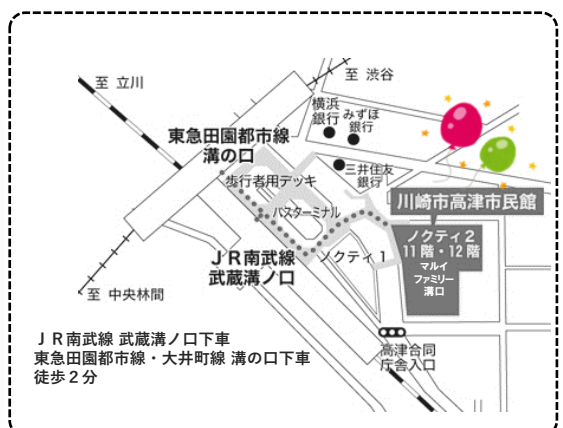 至 立川
至 渋谷
横浜
銀行
みずほ
銀行
東急田園都市線
溝の口
三井住友
銀行
歩行者用デッキ
川崎市高津市民館
バスターミナル
ノクティ２
11階・12階
マルイ
ファミリー
溝口
ＪＲ南武線
武蔵溝ノ口
ノクティ１
至 中央林間
高津合同
庁舎入口
ＪＲ南武線 武蔵溝ノ口下車
東急田園都市線・大井町線 溝の口下車
徒歩２分